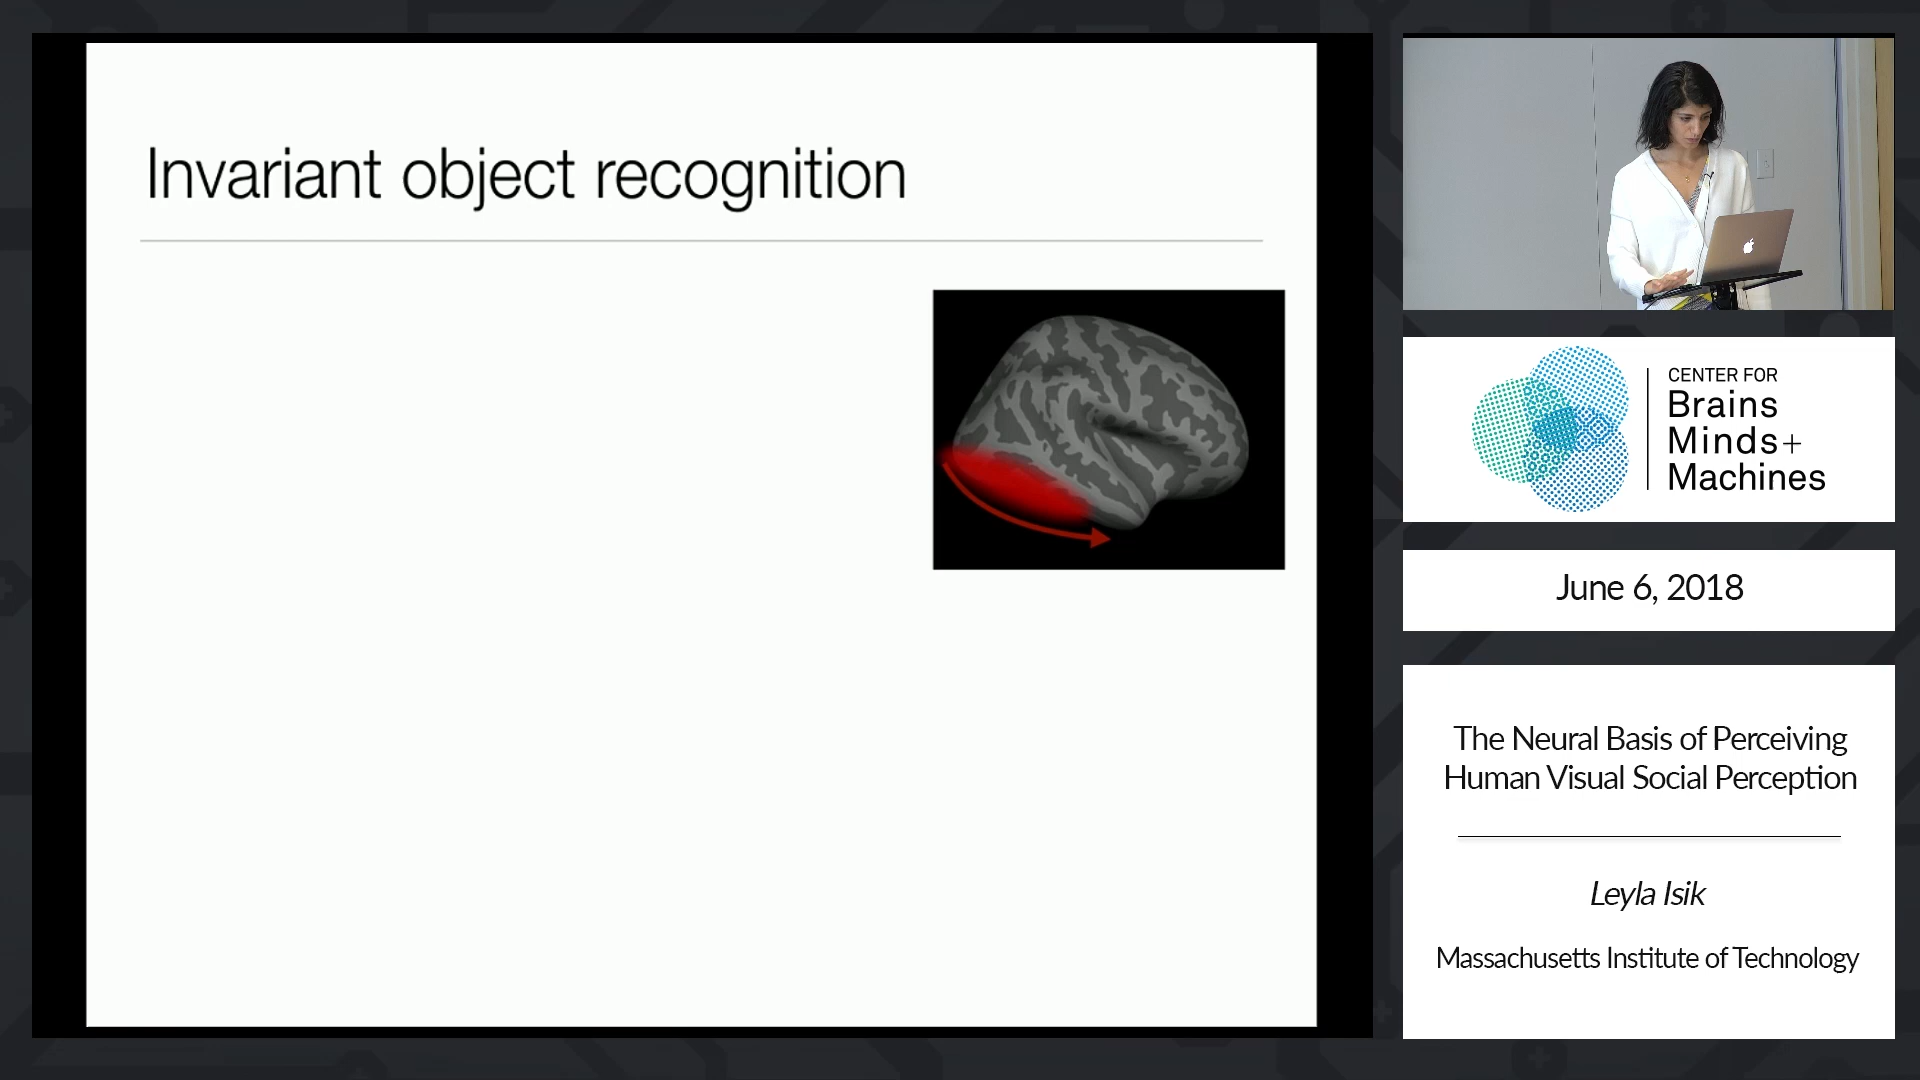 Invariant object recognition
CENTER FOR
Brains
Minds+
Machines
June 6, 2018
The Neural Basis of Perceiving
Human Visual Social Perception
Leyla Isik
Massachusetts Institute of Technology